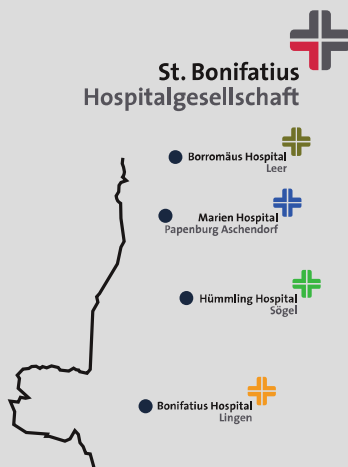 St. Bonifatius
Hospitalgesellschaft
Borromäus Hospital
Leer
Marien Hospital
Papenburg Aschendorf
Hümmling Hospital
Sögel
Bonifatius Hospital
Lingen